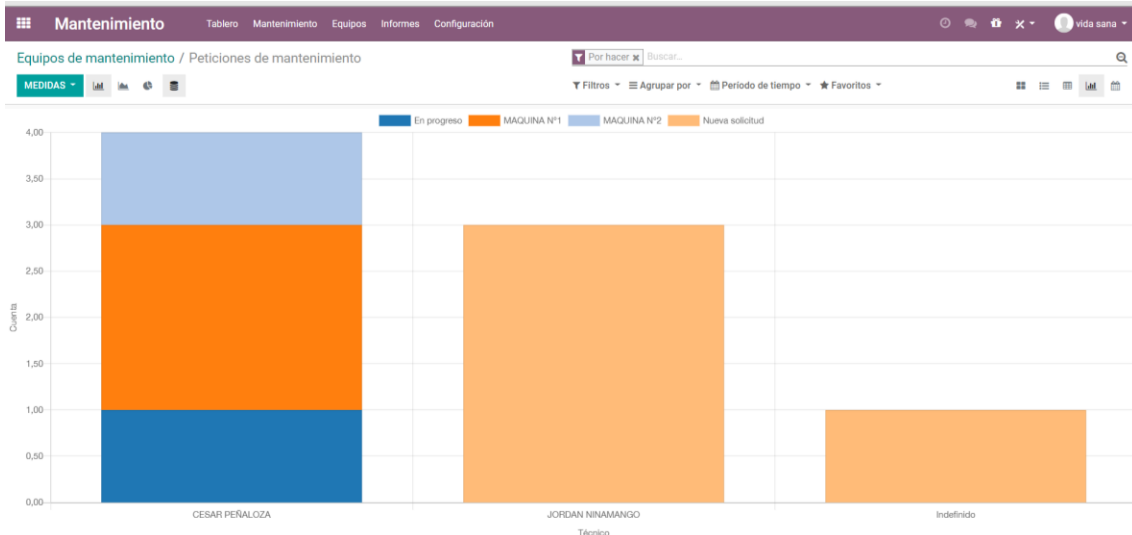 Mantenimiento Tablero Mantenimiento Equipos Informes Configuración vida sana
Equipos de mantenimiento / Peticiones de mantenimiento
Por hacer x Buscar...
MEDIDAS
Filtros Agrupar por Periodo de tiempo Favoritos
En progreso MAQUINA N°1 MAQUINA N°2 Nueva solicitud
4,00
3,50
3,00
2,50
2,00
1,50
1,00
0,50
0,00
Cuenta
CESAR PEÑALOZA JORDAN NINAMANGO Indefinido
Técnico